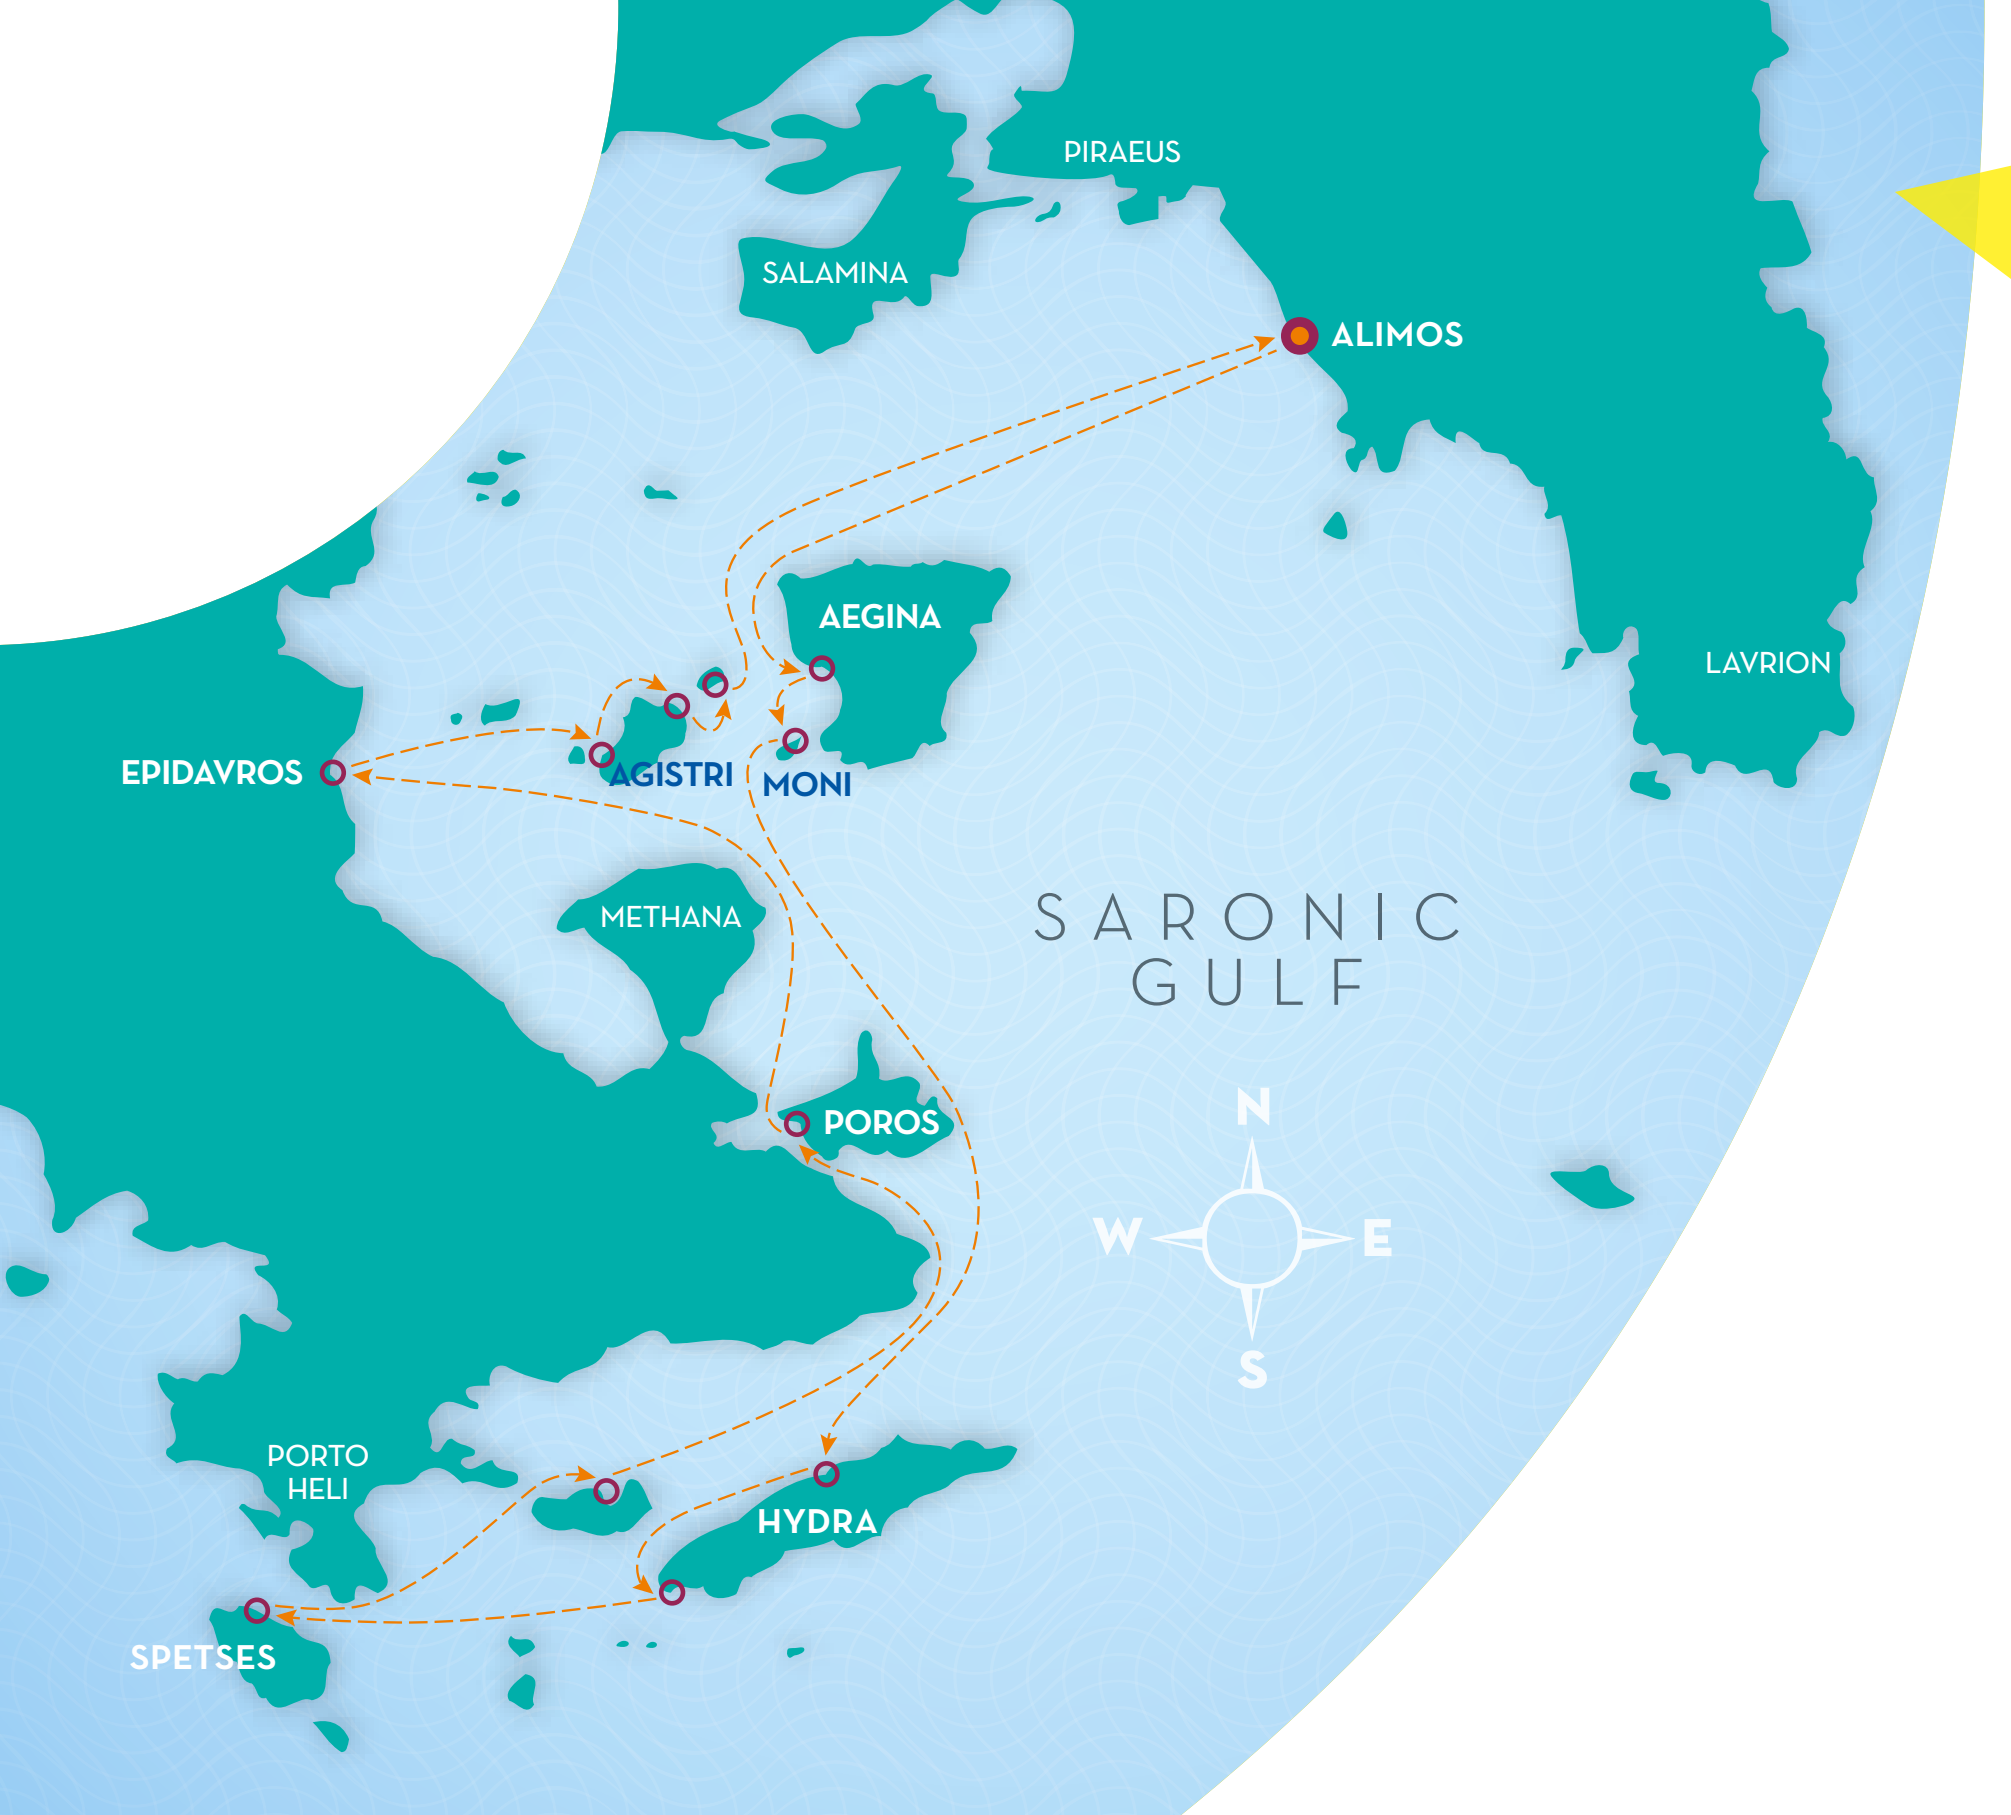 PIRAEUS
SALAMINA
ALIMOS
AEGINA
LAVRION
EPIDAVROS
AGISTRI
MONI
METHANA
SARONIC
GULF
N
POROS
W
E
S
PORTO
HELI
HYDRA
SPETSES